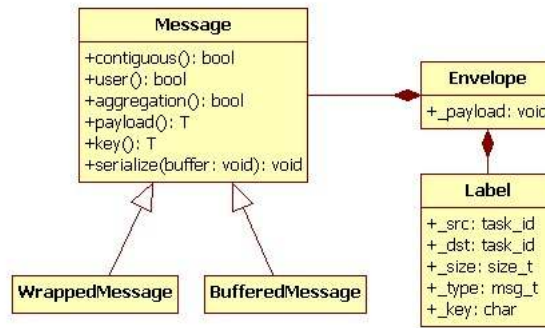 Message
+contiguous(): bool
+user(): bool
+aggregation(): bool
+payload(): T
+key(): T
+serialize(buffer: void): void
Envelope
+_payload: void
Label
+_src: task_id
+_dst: task_id
+_size: size_t
+_type: msg_t
+_key: char
WrappedMessage
BufferedMessage